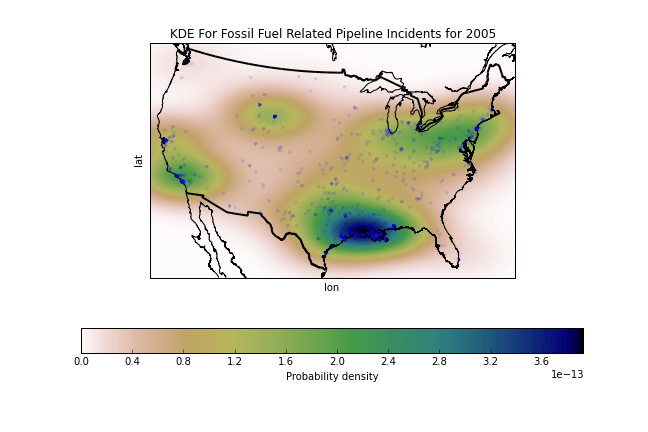 KDE For Fossil Fuel Related Pipeline Incidents for 2005
lat
lon
0.0 0.4 0.8 1.2 1.6 2.0 2.4 2.8 3.2 3.6
1e−13
Probability density